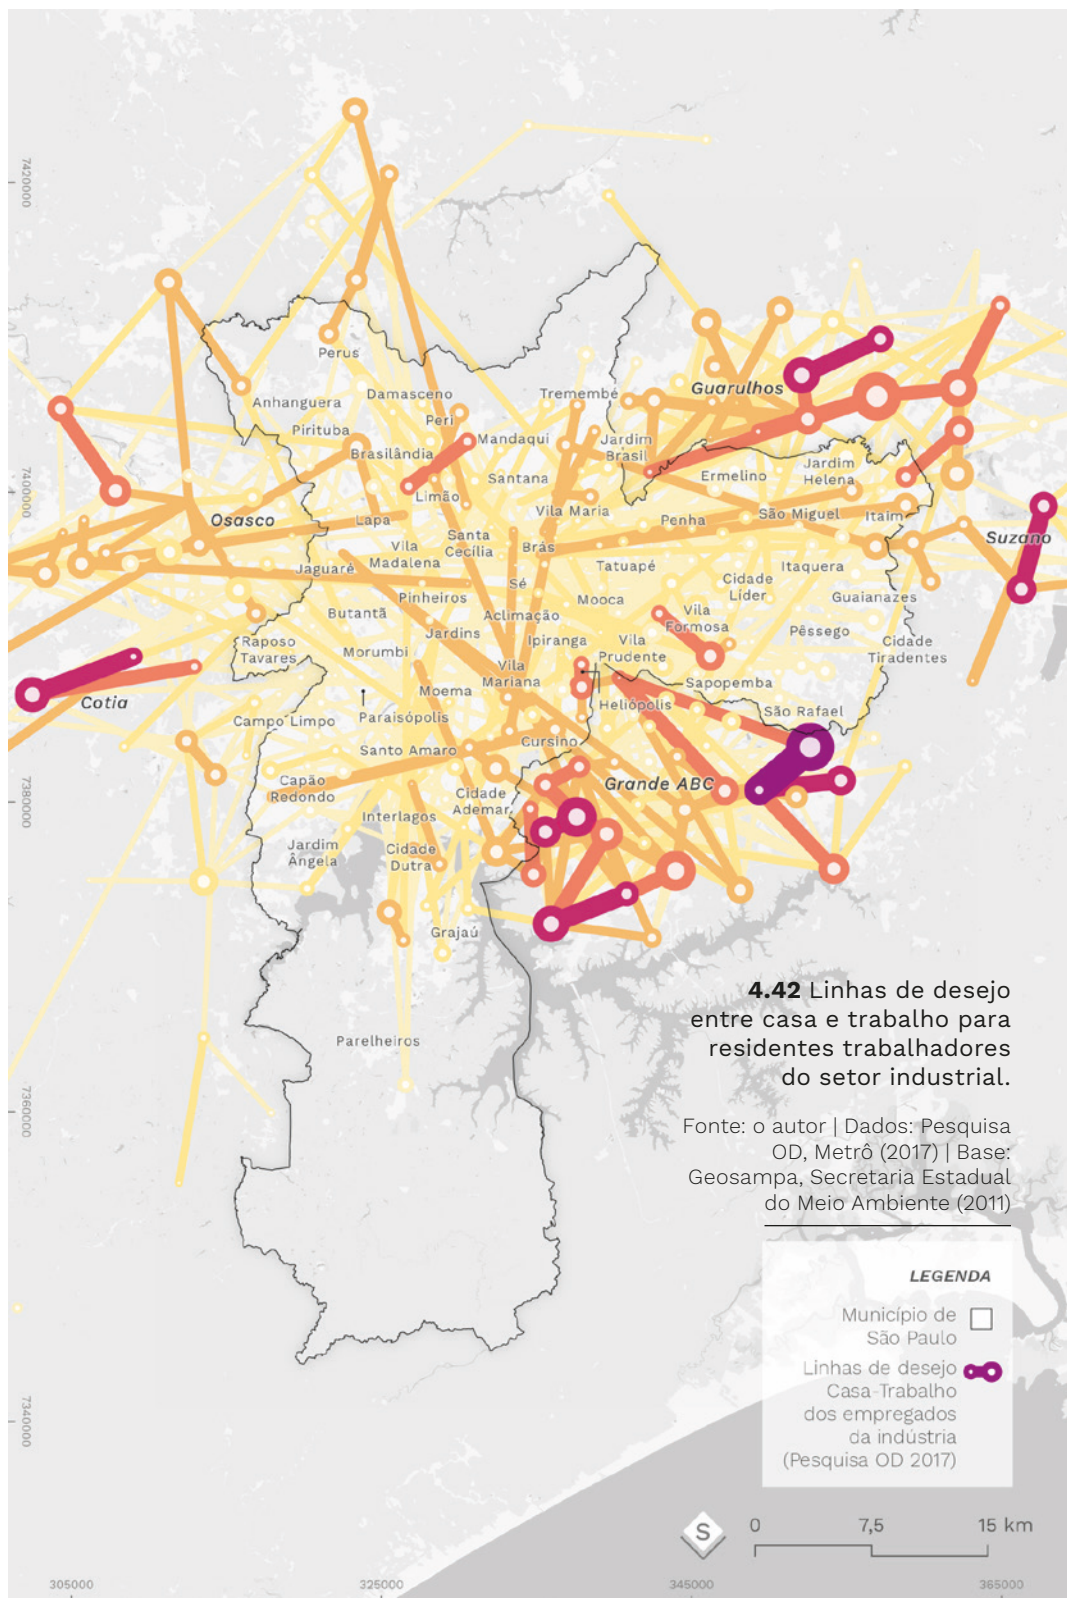 7420000
7400000
7380000
7360000
7340000
Perus
Anhanguera
Damasceno
Tremembé
Guarulhos
Peri
Pirituba
Mandaqui
Jardim
Brasil
Brasilândia
Santana
Ermelino
Jardim
Helena
Limão
Vila Maria
São Miguel
Itaim
Osasco
Lapa
Penha
Santa
Cecília
Brás
Suzano
Vila
Madalena
Jaguaré
Tatuapé
Itaquera
Sé
Cidade
Líder
Pinheiros
Mooca
Guaianazes
Butantã
Aclimação
Vila
Formosa
Jardins
Ipiranga
Vila
Prudente
Pêssego
Cidade
Tiradentes
Raposo
Tavares
Morumbi
Vila
Mariana
Sapopemba
Moema
Cotia
Heliópolis
São Rafael
Campo Limpo
Paraisópolis
Cursino
Santo Amaro
Grande ABC
Capão
Redondo
Cidade
Ademar
Interlagos
Jardim
Ângela
Cidade
Dutra
Grajaú
Parelheiros
4.42 Linhas de desejo
entre casa e trabalho para
residentes trabalhadores
do setor industrial.
Fonte: o autor | Dados: Pesquisa
OD, Metrô (2017) | Base:
Geosampa, Secretaria Estadual
do Meio Ambiente (2011)
LEGENDA
Município de
São Paulo
Linhas de desejo
Casa-Trabalho
dos empregados
da indústria
(Pesquisa OD 2017)
S
0 7,5 15 km
305000 325000 345000 365000